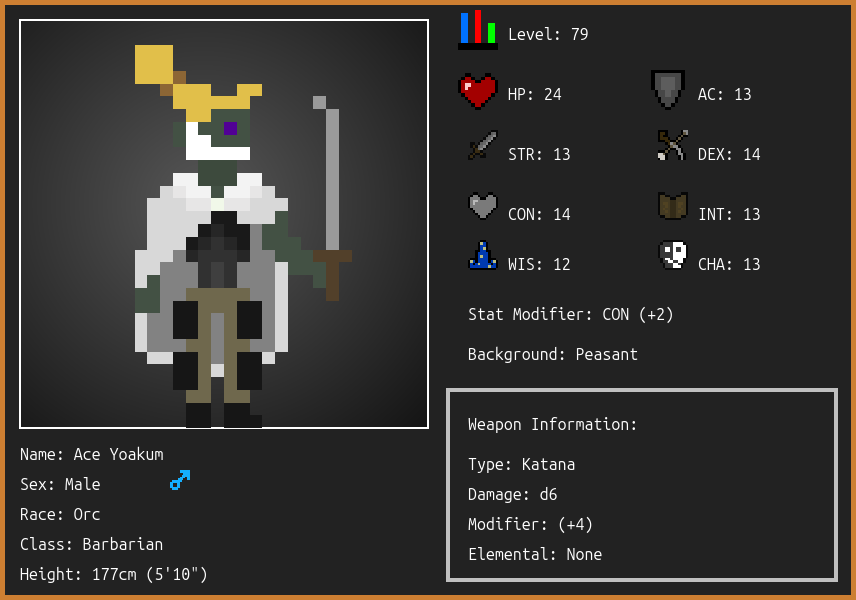 Level: 79
HP: 24
AC: 13
STR: 13
DEX: 14
CON: 14
INT: 13
WIS: 12
CHA: 13
Stat Modifier: CON (+2)
Background: Peasant
Weapon Information:
Type: Katana
Damage: d6
Modifier: (+4)
Elemental: None
Name: Ace Yoakum
Sex: Male
Race: Orc
Class: Barbarian
Height: 177cm (5'10")